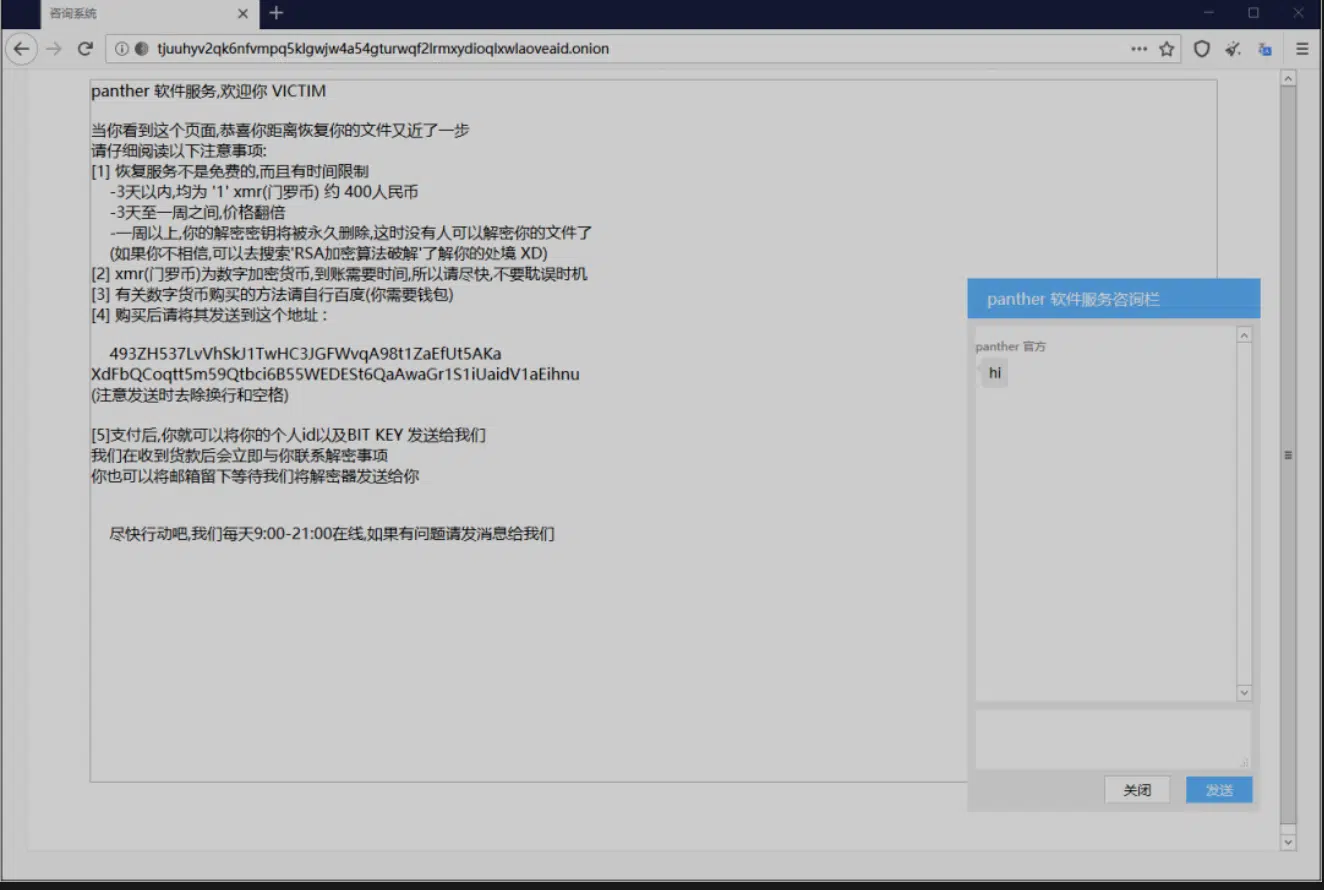 咨询系统
tjuuhyv2qk6nfvmpq5klgwjw4a54gturwqf2lrmxydioqlxwlaoveaid.onion
panther 软件服务,欢迎你 VICTIM
当你看到这个页面,恭喜你距离恢复你的文件又近了一步
请仔细阅读以下注意事项:
[1] 恢复服务不是免费的,而且有时间限制
-3天以内,均为 '1' xmr(门罗币) 约 400人民币
-3天至一周之间,价格翻倍
-一周以上,你的解密密钥将被永久删除,这时没有人可以解密你的文件了
(如果你不相信,可以去搜索'RSA加密算法破解'了解你的处境 XD)
[2] xmr(门罗币)为数字加密货币,到账需要时间,所以请尽快,不要耽误时机
[3] 有关数字货币购买的方法请自行百度(你需要钱包)
[4] 购买后请将其发送到这个地址 :
493ZH537LvVhSkJ1TwHC3JGFWvqA98t1ZaEfUt5AKa
XdFbQCoqtt5m59Qtbci6B55WEDESt6QaAwaGr1S1iUaidV1aEihnu
(注意发送时去除换行和空格)
[5]支付后,你就可以将你的个人id以及BIT KEY 发送给我们
我们在收到货款后会立即与你联系解密事项
你也可以将邮箱留下等待我们将解密器发送给你
尽快行动吧,我们每天9:00-21:00在线,如果有问题请发消息给我们
panther 软件服务咨询栏
panther 官方
hi
关闭
发送